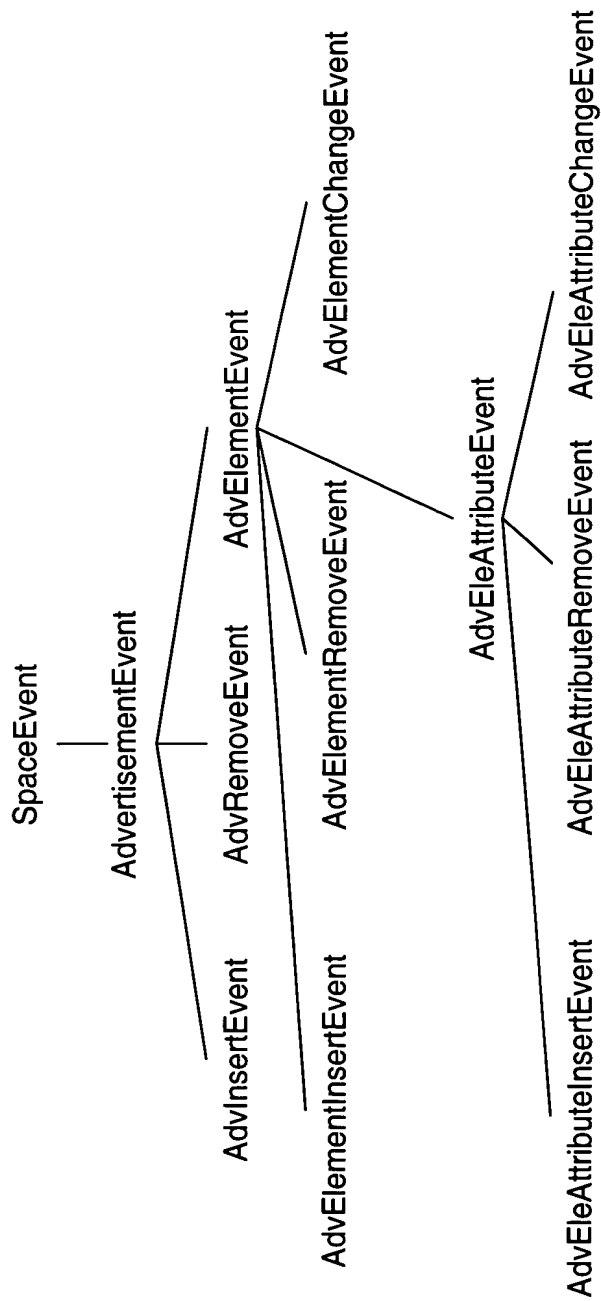 SpaceEvent
AdvertisementEvent
AdvInsertEvent
AdvRemoveEvent
AdvElementEvent
AdvElementInsertEvent
AdvElementRemoveEvent
AdvElementChangeEvent
AdvEleAttributeEvent
AdvEleAttributeInsertEvent
AdvEleAttributeRemoveEvent
AdvEleAttributeChangeEvent